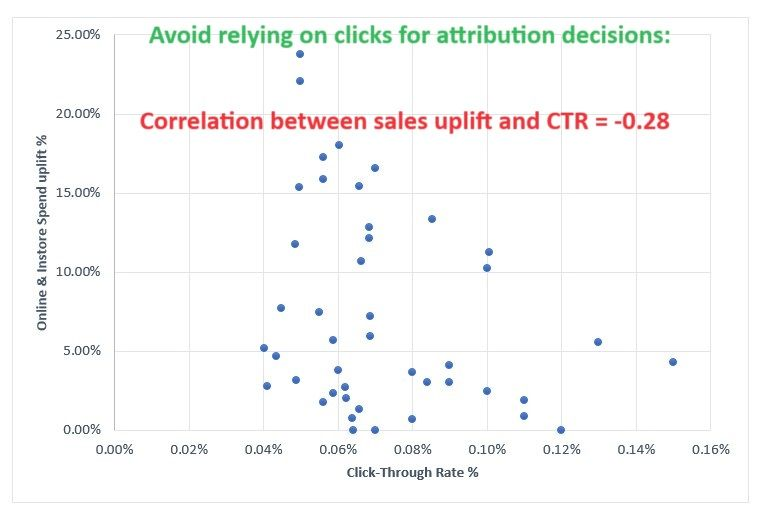 Avoid relying on clicks for attribution decisions:
Correlation between sales uplift and CTR = -0.28
Online & Instore Spend uplift %
25.00%
20.00%
15.00%
10.00%
5.00%
0.00%
0.00% 0.02% 0.04% 0.06% 0.08% 0.10% 0.12% 0.14% 0.16%
Click-Through Rate %